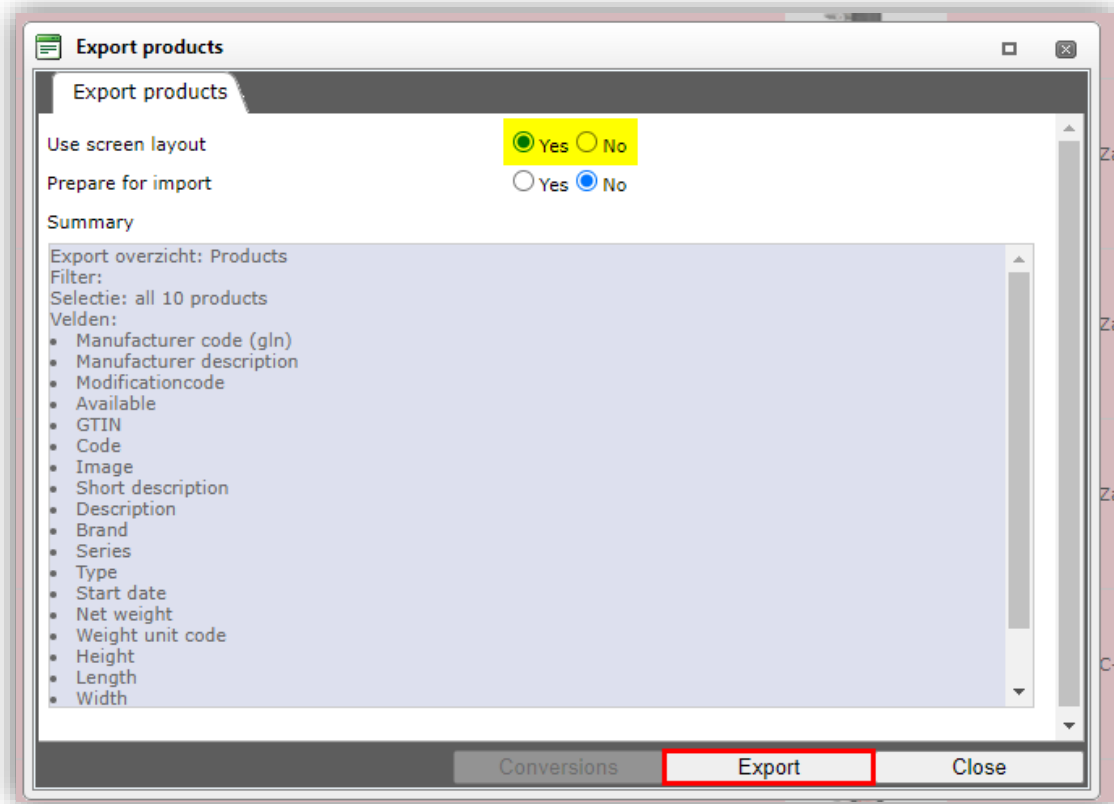 Export products
Export products
Use screen layout Yes No
Prepare for import Yes No
Summary
Export overzicht: Products
Filter:
Selectie: all 10 products
Velden:
• Manufacturer code (gln)
• Manufacturer description
• Modificationcode
• Available
• GTIN
• Code
• Image
• Short description
• Description
• Brand
• Series
• Type
• Start date
• Net weight
• Weight unit code
• Height
• Length
• Width
Conversions Export Close